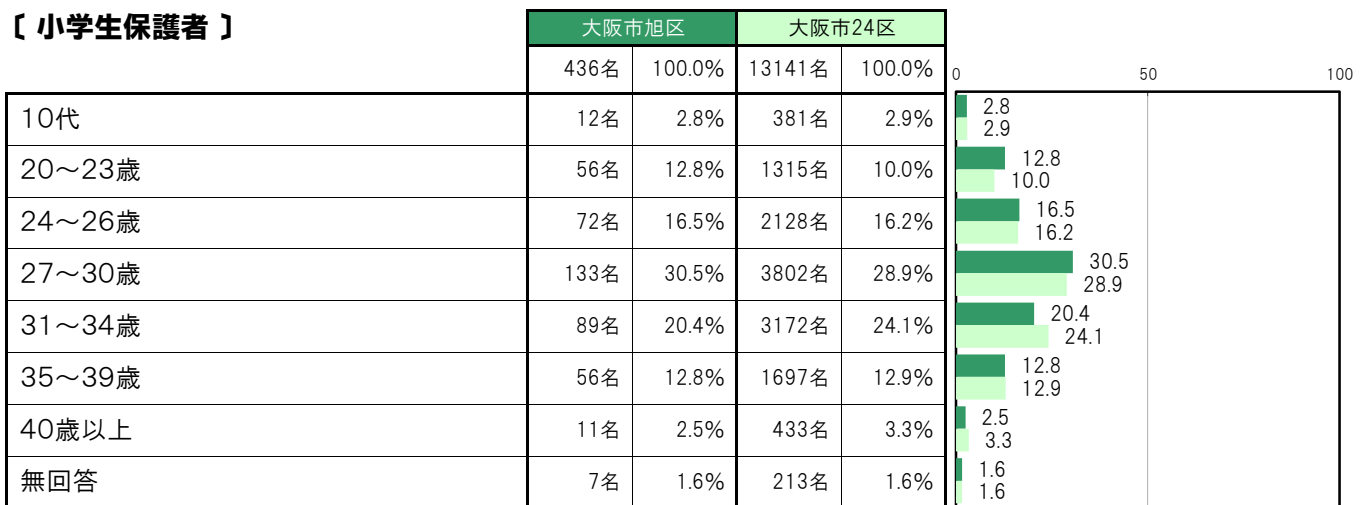 〔 小学生保護者 〕
大阪市旭区 大阪市24区
436名 100.0% 13141名 100.0% 0 50 100
10代 12名 2.8% 381名 2.9% 2.8
2.9
20～23歳 56名 12.8% 1315名 10.0% 12.8
10.0
24～26歳 72名 16.5% 2128名 16.2% 16.5
16.2
27～30歳 133名 30.5% 3802名 28.9% 30.5
28.9
31～34歳 89名 20.4% 3172名 24.1% 20.4
24.1
35～39歳 56名 12.8% 1697名 12.9% 12.8
12.9
40歳以上 11名 2.5% 433名 3.3% 2.5
3.3
無回答 7名 1.6% 213名 1.6% 1.6
1.6